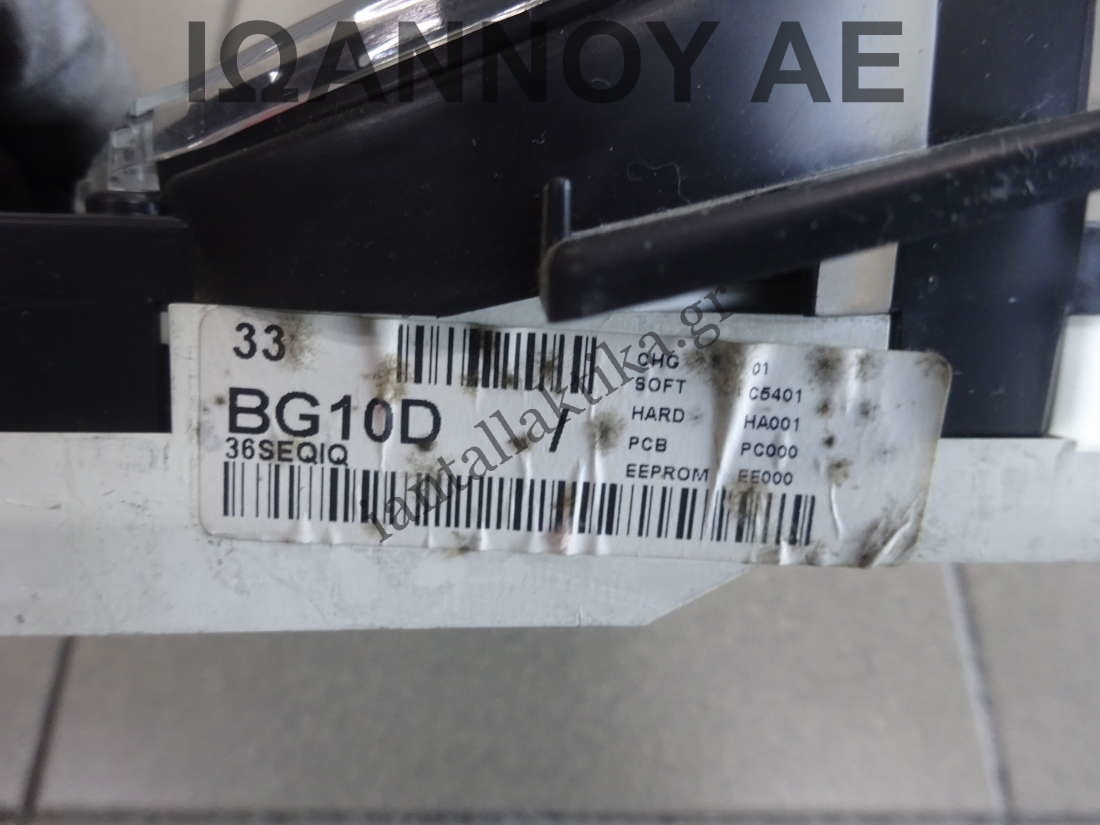 ΙΩΑΝΝΟΥ ΑΕ
33
BG10D /
36SEQIQ
CHG 01
SOFT C5401
HARD HA001
PCB PC000
EEPROM EE000
iantallaktika.gr